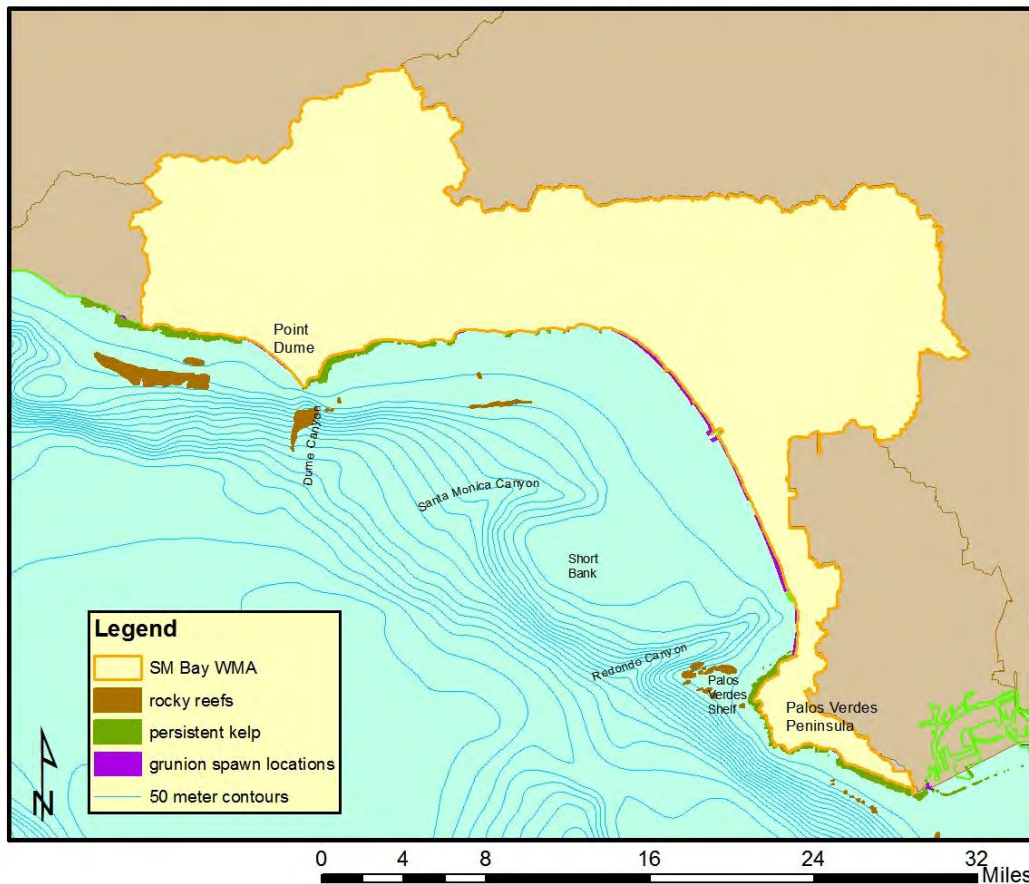 Point
Dume
Dume Canyon
Santa Monica Canyon
Short
Bank
Redondo Canyon
Palos
Verdes
Shelf
Palos Verdes
Peninsula
Legend
SM Bay WMA
rocky reefs
persistent kelp
grunion spawn locations
50 meter contours
N
0 4 8 16 24 32
Miles